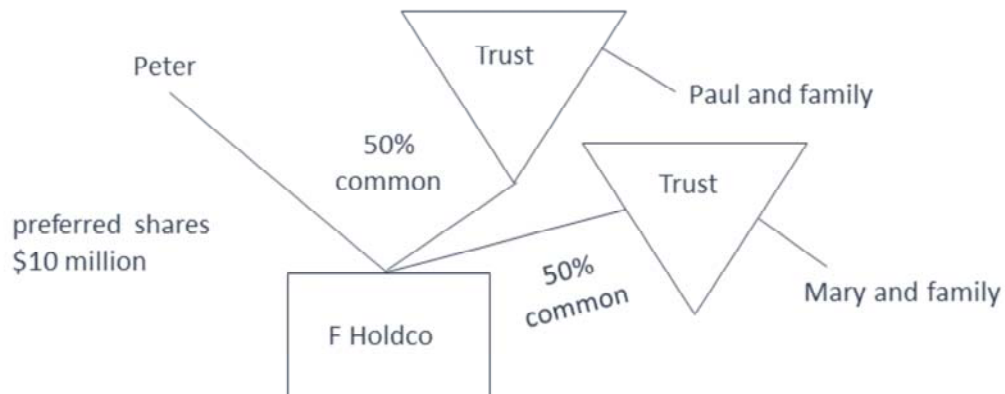 Trust
Peter
Paul and family
50%
common
Trust
preferred shares
$10 million
50%
common
Mary and family
F Holdco